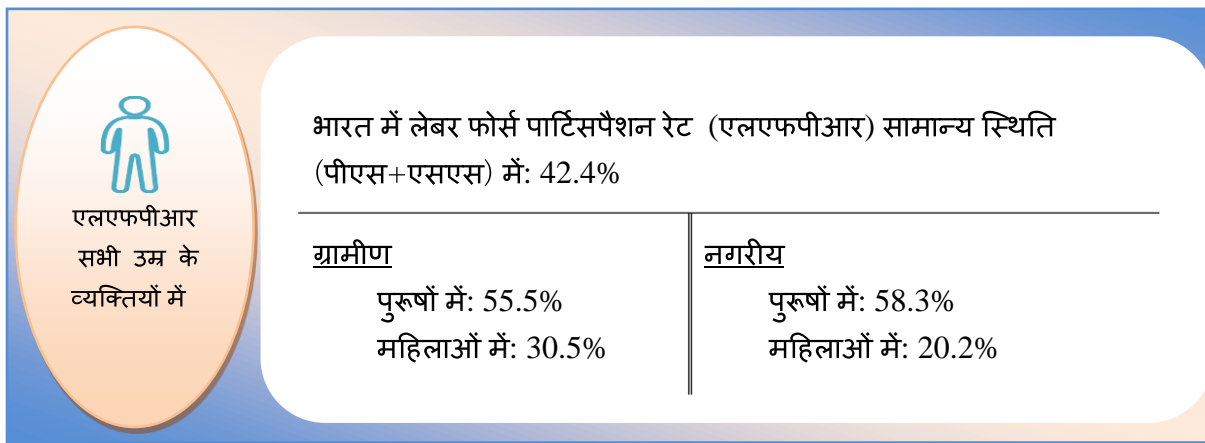 एलएफपीआर
सभी उम्र के
व्यक्तियों में
भारत में लेबर फोर्स पार्टिसपैशन रेट (एलएफपीआर) सामान्य स्थिति
(पीएस+एसएस) में: 42.4%
ग्रामीण
पुरूषों में: 55.5%
महिलाओं में: 30.5%
नगरीय
पुरूषों में: 58.3%
महिलाओं में: 20.2%